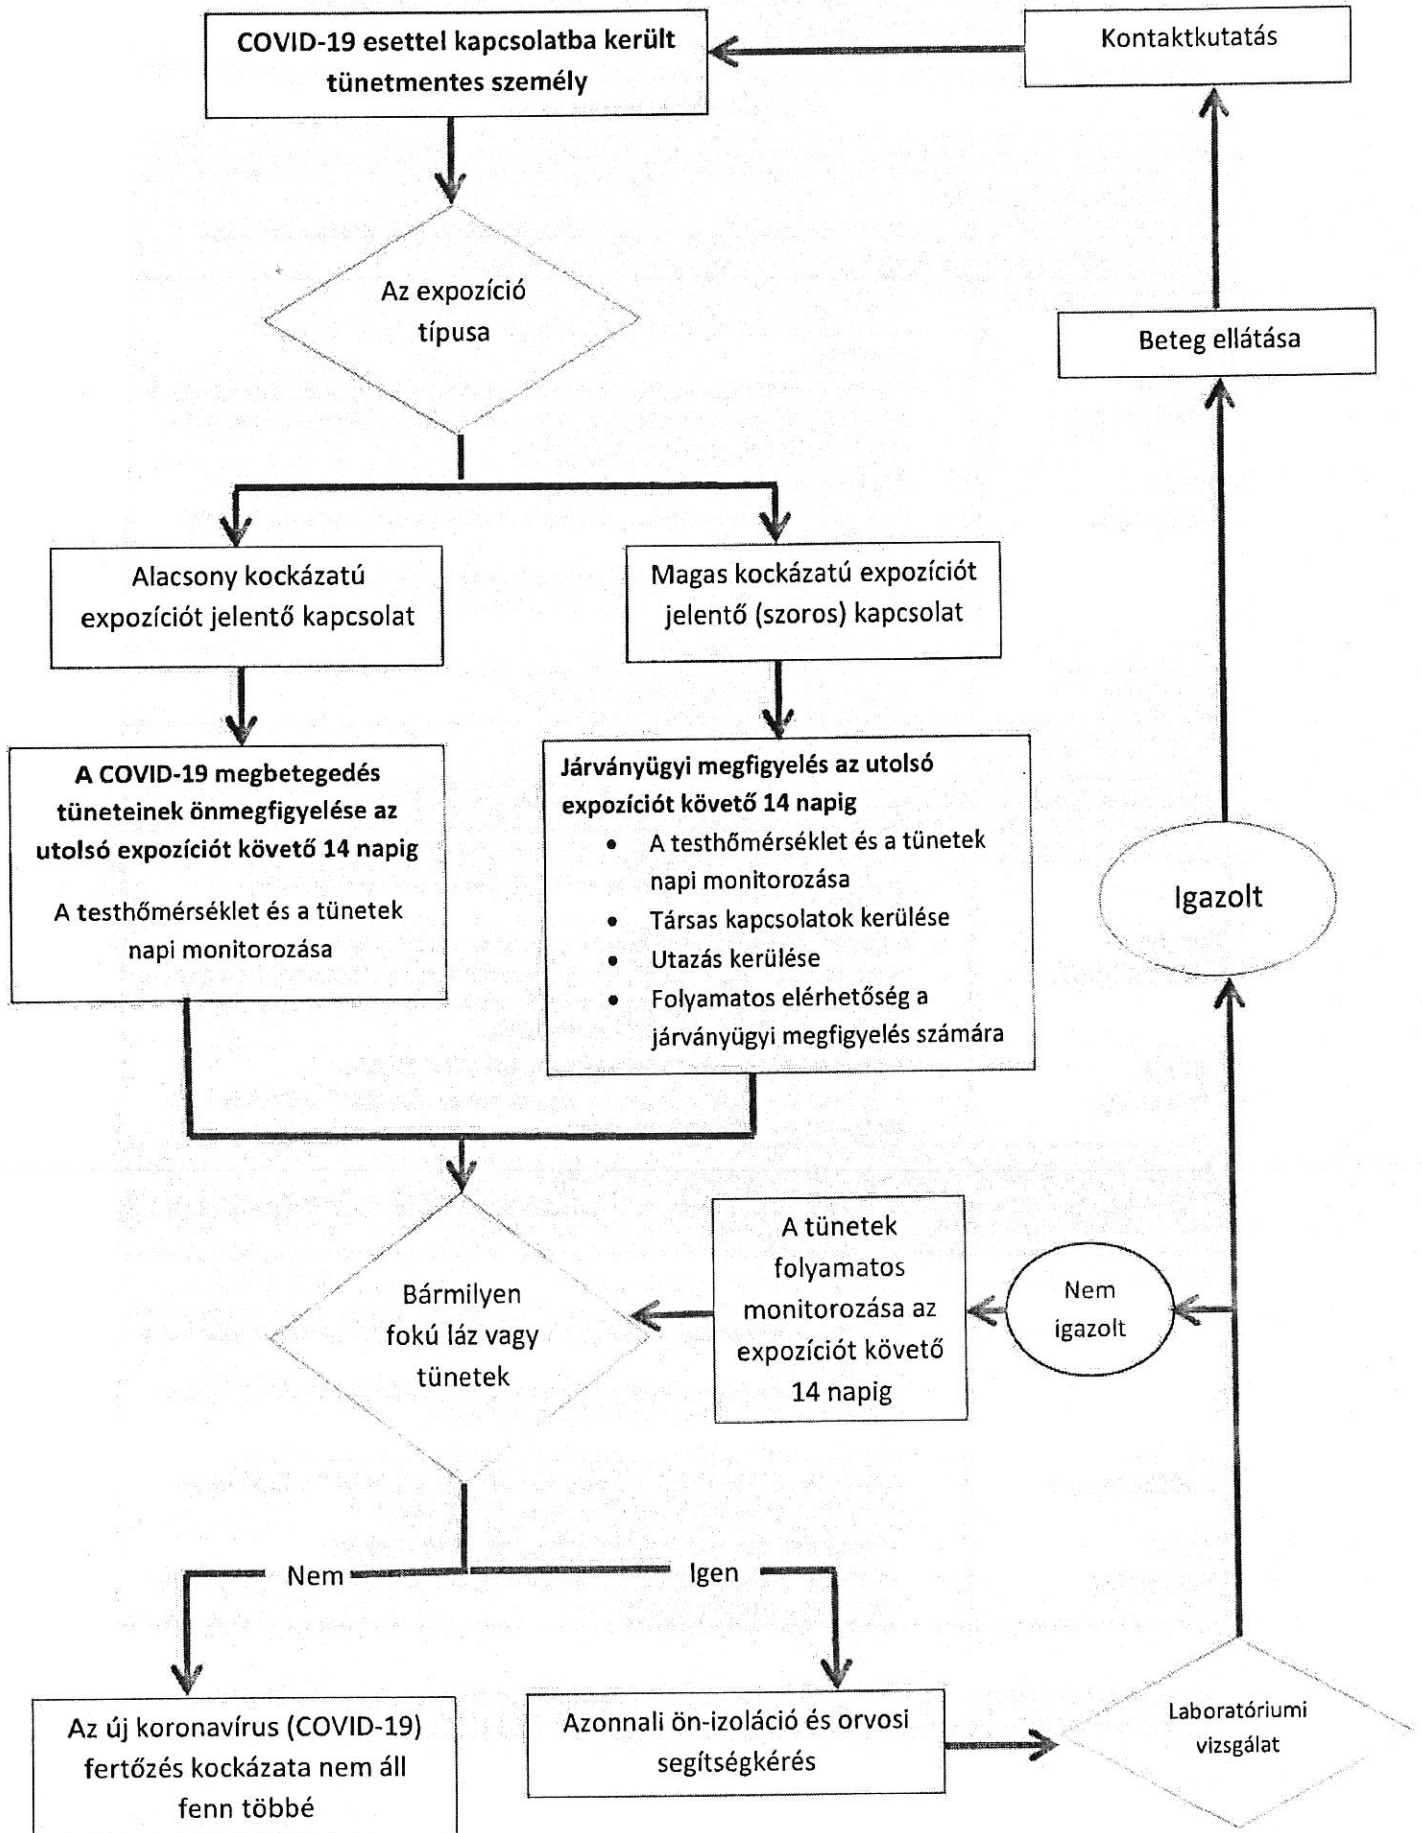 COVID-19 esettel kapcsolatba került
tünetmentes személy
Kontaktkutatás
Az expozíció
típusa
Beteg ellátása
Alacsony kockázatú
expozíciót jelentő kapcsolat
Magas kockázatú expozíciót
jelentő (szoros) kapcsolat
A COVID-19 megbetegedés
tüneteinek önmegfigyelése az
utolsó expozíciót követő 14 napig
A testhőmérséklet és a tünetek
napi monitorozása
Járványügyi megfigyelés az utolsó
expozíciót követő 14 napig
• A testhőmérséklet és a tünetek
napi monitorozása
• Társas kapcsolatok kerülése
• Utazás kerülése
• Folyamatos elérhetőség a
járványügyi megfigyelés számára
Igazolt
Bármilyen
fokú láz vagy
tünetek
A tünetek
folyamatos
monitorozása az
expozíciót követő
14 napig
Nem
igazolt
Nem
Igen
Az új koronavírus (COVID-19)
fertőzés kockázata nem áll
fenn többé
Azonnali ön-izoláció és orvosi
segítségkérés
Laboratóriumi
vizsgálat